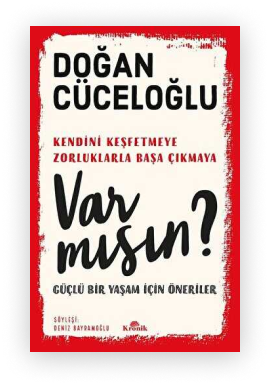 DOĞAN
CÜCELOĞLU
KENDİNİ KEŞFETMEYE
ZORLUKLARLA BAŞA ÇIKMAYA
Var
mısın?
GÜÇLÜ BİR YAŞAM İÇİN ÖNERİLER
SÖYLEŞİ:
DENİZ BAYRAMOĞLU
Kronik